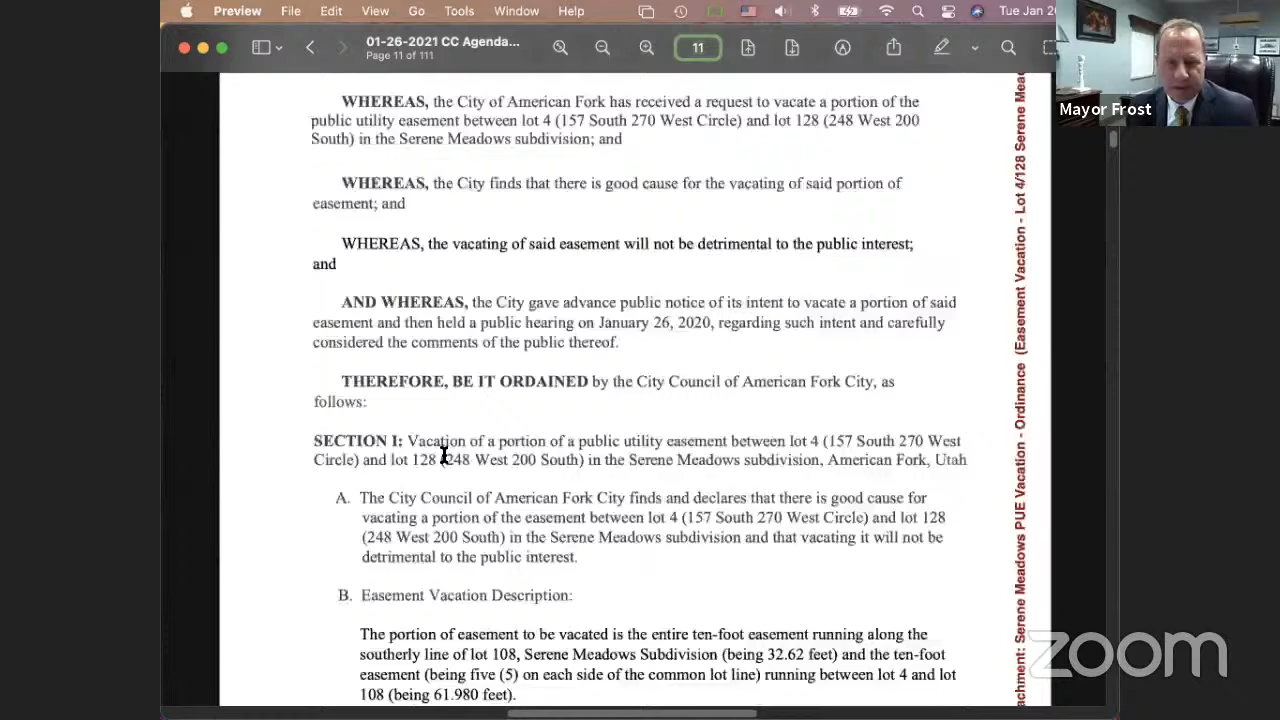 Preview File Edit View Go Tools Window Help Tue Jan 2
01-26-2021 CC Agenda...
Page 11 of 111
11
Mayor Frost
WHEREAS, the City of American Fork has received a request to vacate a portion of the
public utility easement between lot 4 (157 South 270 West Circle) and lot 128 (248 West 200
South) in the Serene Meadows subdivision; and
WHEREAS, the City finds that there is good cause for the vacating of said portion of
easement; and
WHEREAS, the vacating of said easement will not be detrimental to the public interest;
and
AND WHEREAS, the City gave advance public notice of its intent to vacate a portion of said
easement and then held a public hearing on January 26, 2020, regarding such intent and carefully
considered the comments of the public thereof.
THEREFORE, BE IT ORDAINED by the City Council of American Fork City, as
follows:
SECTION I: Vacation of a portion of a public utility easement between lot 4 (157 South 270 West
Circle) and lot 128 (248 West 200 South) in the Serene Meadows subdivision, American Fork, Utah
A. The City Council of American Fork City finds and declares that there is good cause for
vacating a portion of the easement between lot 4 (157 South 270 West Circle) and lot 128
(248 West 200 South) in the Serene Meadows subdivision and that vacating it will not be
detrimental to the public interest.
B. Easement Vacation Description:
The portion of easement to be vacated is the entire ten-foot easement running along the
southerly line of lot 108, Serene Meadows Subdivision (being 32.62 feet) and the ten-foot
easement (being five (5) on each side of the common lot line) running between lot 4 and lot
108 (being 61.980 feet).
achment: Serene Meadows PUE Vacation - Ordinance (Easement Vacation - Lot 4/128 Serene Mea
zoom